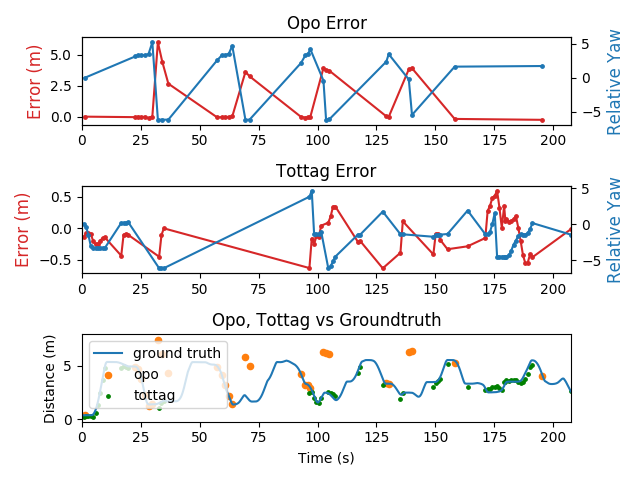 Opo Error
Error (m)
5.0
2.5
0.0
5
0
−5
Relative Yaw
0 25 50 75 100 125 150 175 200
Tottag Error
Error (m)
0.5
0.0
−0.5
5
0
−5
Relative Yaw
0 25 50 75 100 125 150 175 200
Opo, Tottag vs Groundtruth
Distance (m)
5
0
ground truth
opo
tottag
0 25 50 75 100 125 150 175 200
Time (s)